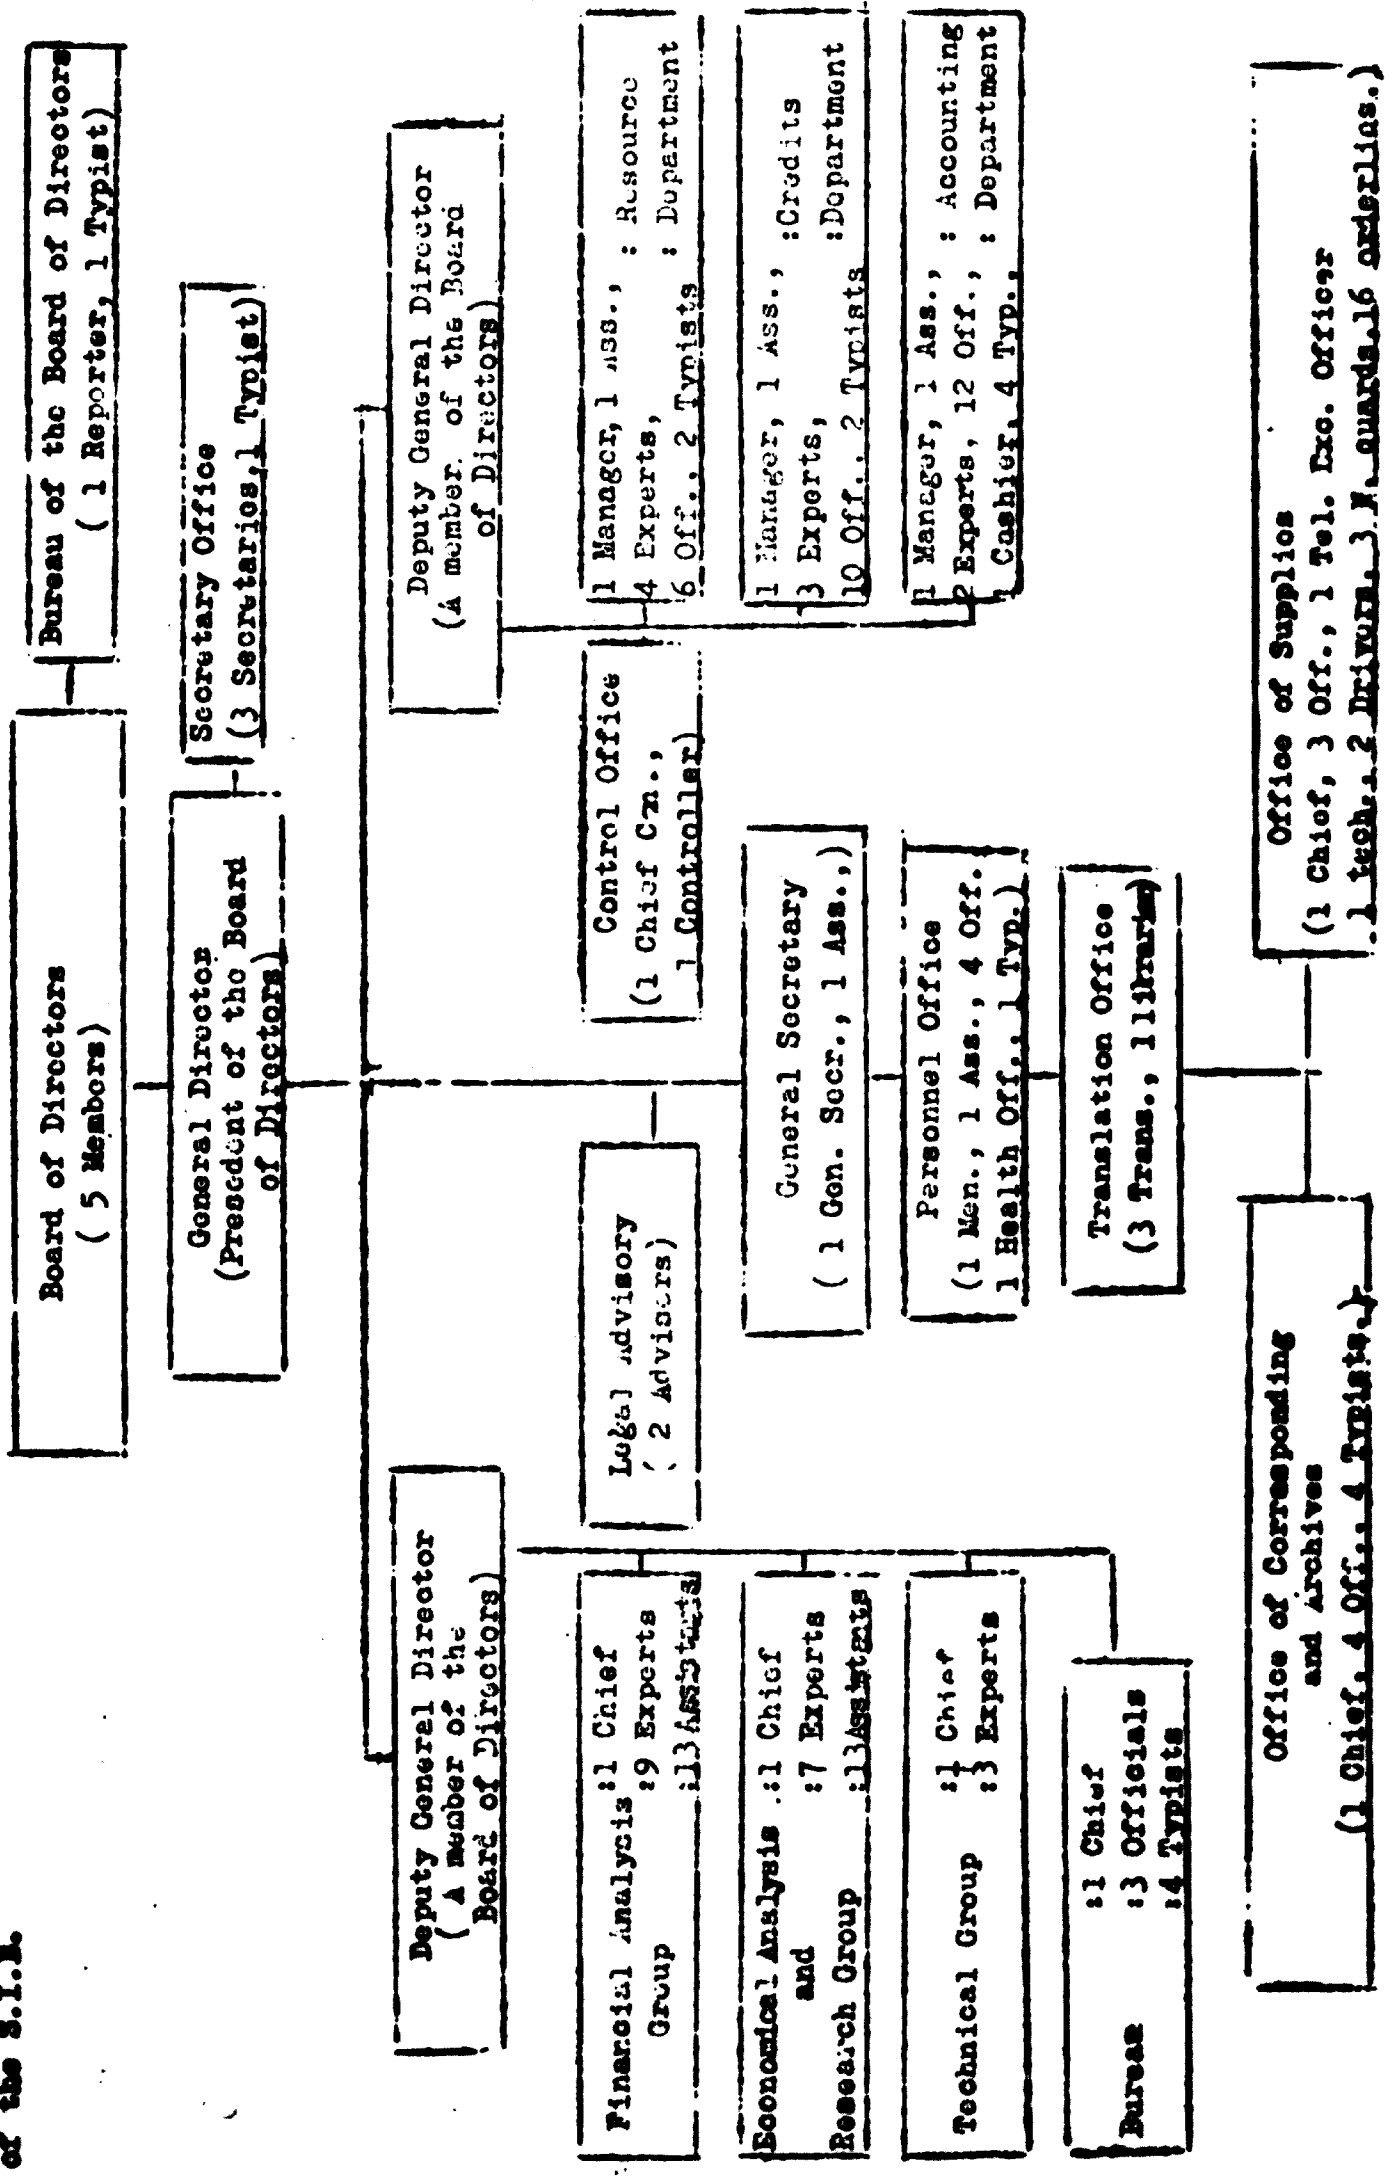 of the S.I.B.
Board of Directors
( 5 Members)
Bureau of the Board of Directors
( 1 Reporter, 1 Typist)
General Director
(Presedent of the Board
of Directors)
Secretary Office
(3 Secretaries,1 Typist)
Deputy General Director
( A member of the
Board of Directors)
Deputy General Director
(A member. of the Board
of Directors)
Financial Analysis :1 Chief
Group :9 Experts
:13 Assistants
Legal Advisory
( 2 Advisers)
Control Office
(1 Chief Cn.,
1 Controller)
1 Manager, 1 Ass., : Resource
4 Experts, : Department
6 Off., 2 Typists
Economical Analysis .:1 Chief
and :7 Experts
Research Group :13Assistants
General Secretary
( 1 Gen. Secr., 1 Ass.,)
1 Manager, 1 Ass., :Credits
3 Experts, :Department
10 Off., 2 Typists
Technical Group :1 Chief
:3 Experts
Personnel Office
(1 Men., 1 Ass., 4 Off.
1 Health Off., 1 Typ.)
1 Manager, 1 Ass., : Accounting
2 Experts, 12 Off., : Department
1 Cashier, 4 Typ.,
Bureau :1 Chief
:3 Officials
:4 Typists
Translation Office
(3 Trans., 1 librarian)
Office of Corresponding
and Archives
(1 Chief, 4 Off., 4 Typists.)
Office of Supplies
(1 Chief, 3 Off., 1 Tel. Exc. Officer
1 tech., 2 Drivers, 3 N. guards,16 orderlies.)